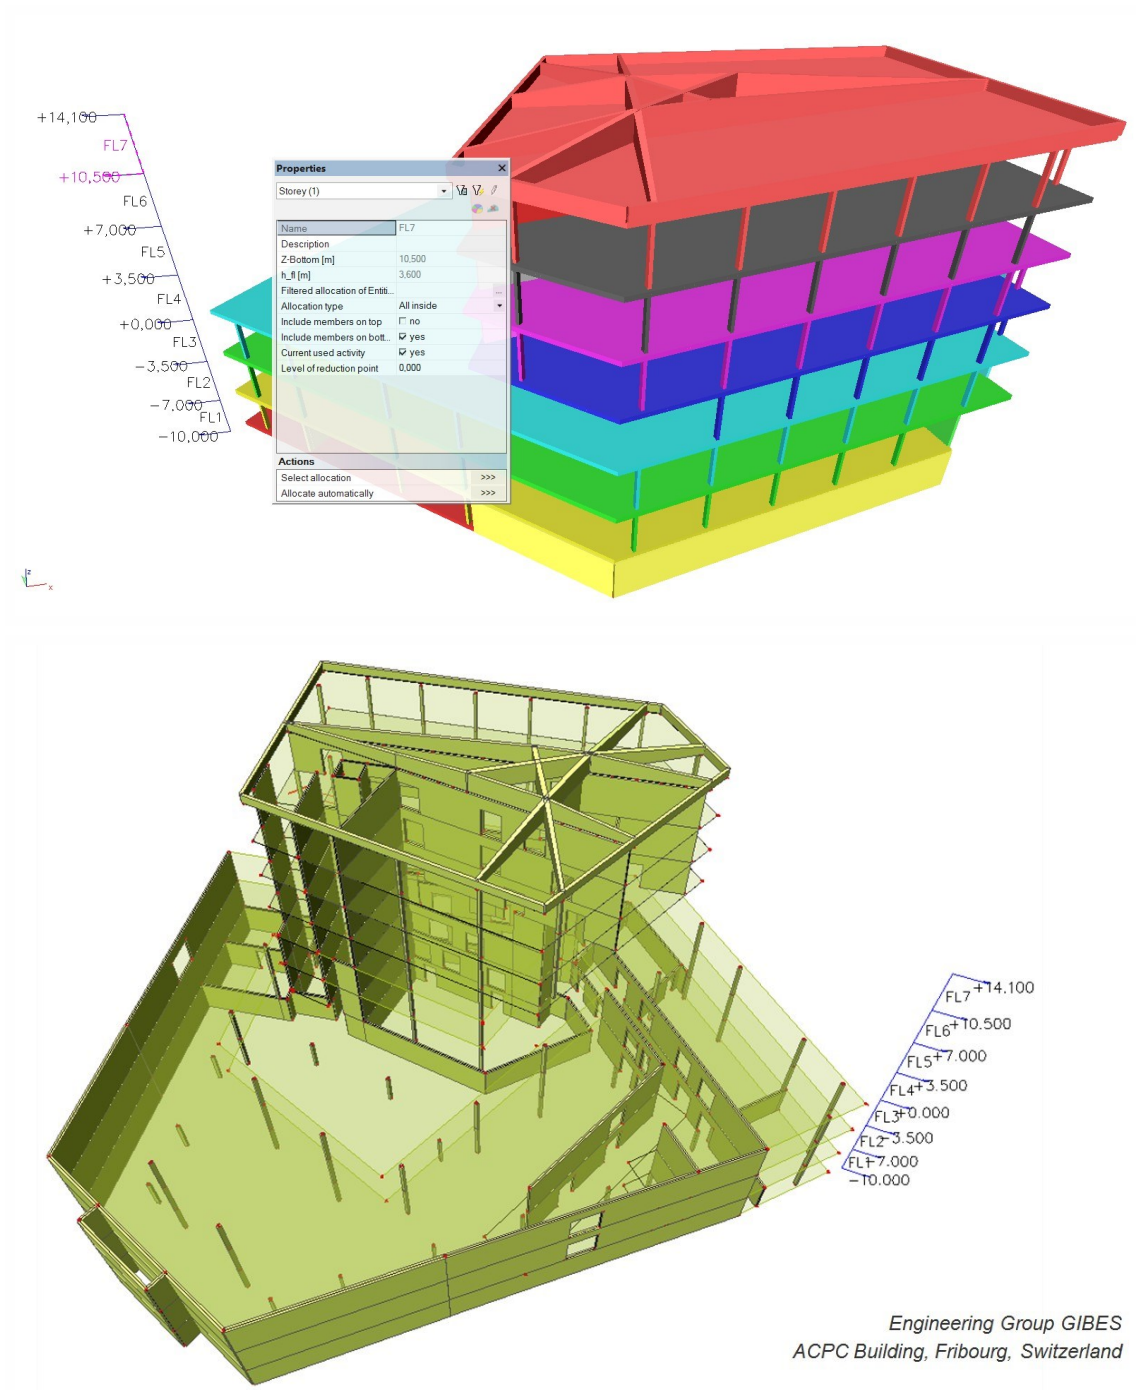 +14,100
FL7
+10,500
FL6
+7,000
FL5
+3,500
FL4
+0,000
FL3
-3,500
FL2
-7,000
FL1
-10,000
Properties
Storey (1)
Name FL7
Description
Z-Bottom [m] 10,500
h_fl [m] 3,600
Filtered allocation of Entiti... ...
Allocation type All inside
Include members on top no
Include members on bott... yes
Current used activity yes
Level of reduction point 0,000
Actions
Select allocation >>>
Allocate automatically >>>
z
x
FL7 +14.100
FL6 +10.500
FL5 +7.000
FL4 +3.500
FL3 +0.000
FL2 -3.500
FL1 -7.000
-10.000
Engineering Group GIBES
ACPC Building, Fribourg, Switzerland